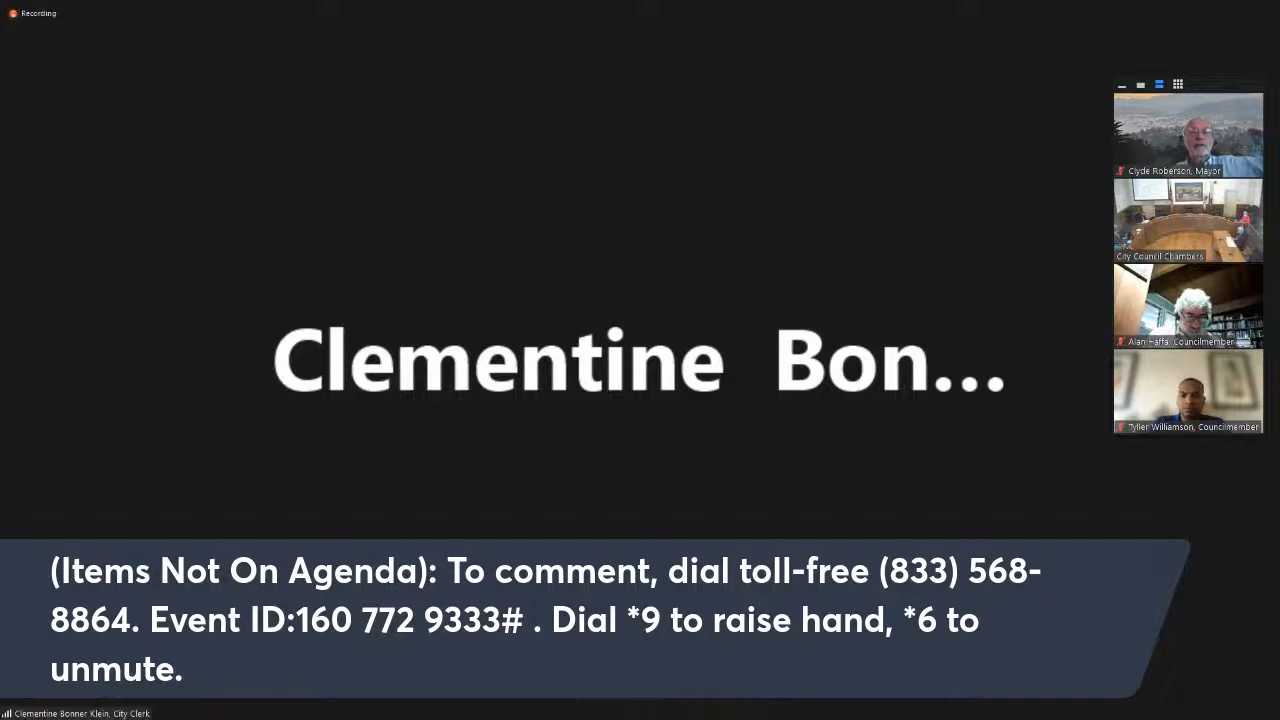 Recording
Clyde Roberson, Mayor
City Council Chambers
Alan Haffa, Councilmember
Tyller Williamson, Councilmember
Clementine Bon...
(Items Not On Agenda): To comment, dial toll-free (833) 568-
8864. Event ID:160 772 9333# . Dial *9 to raise hand, *6 to
unmute.
Clementine Bonner Klein, City Clerk